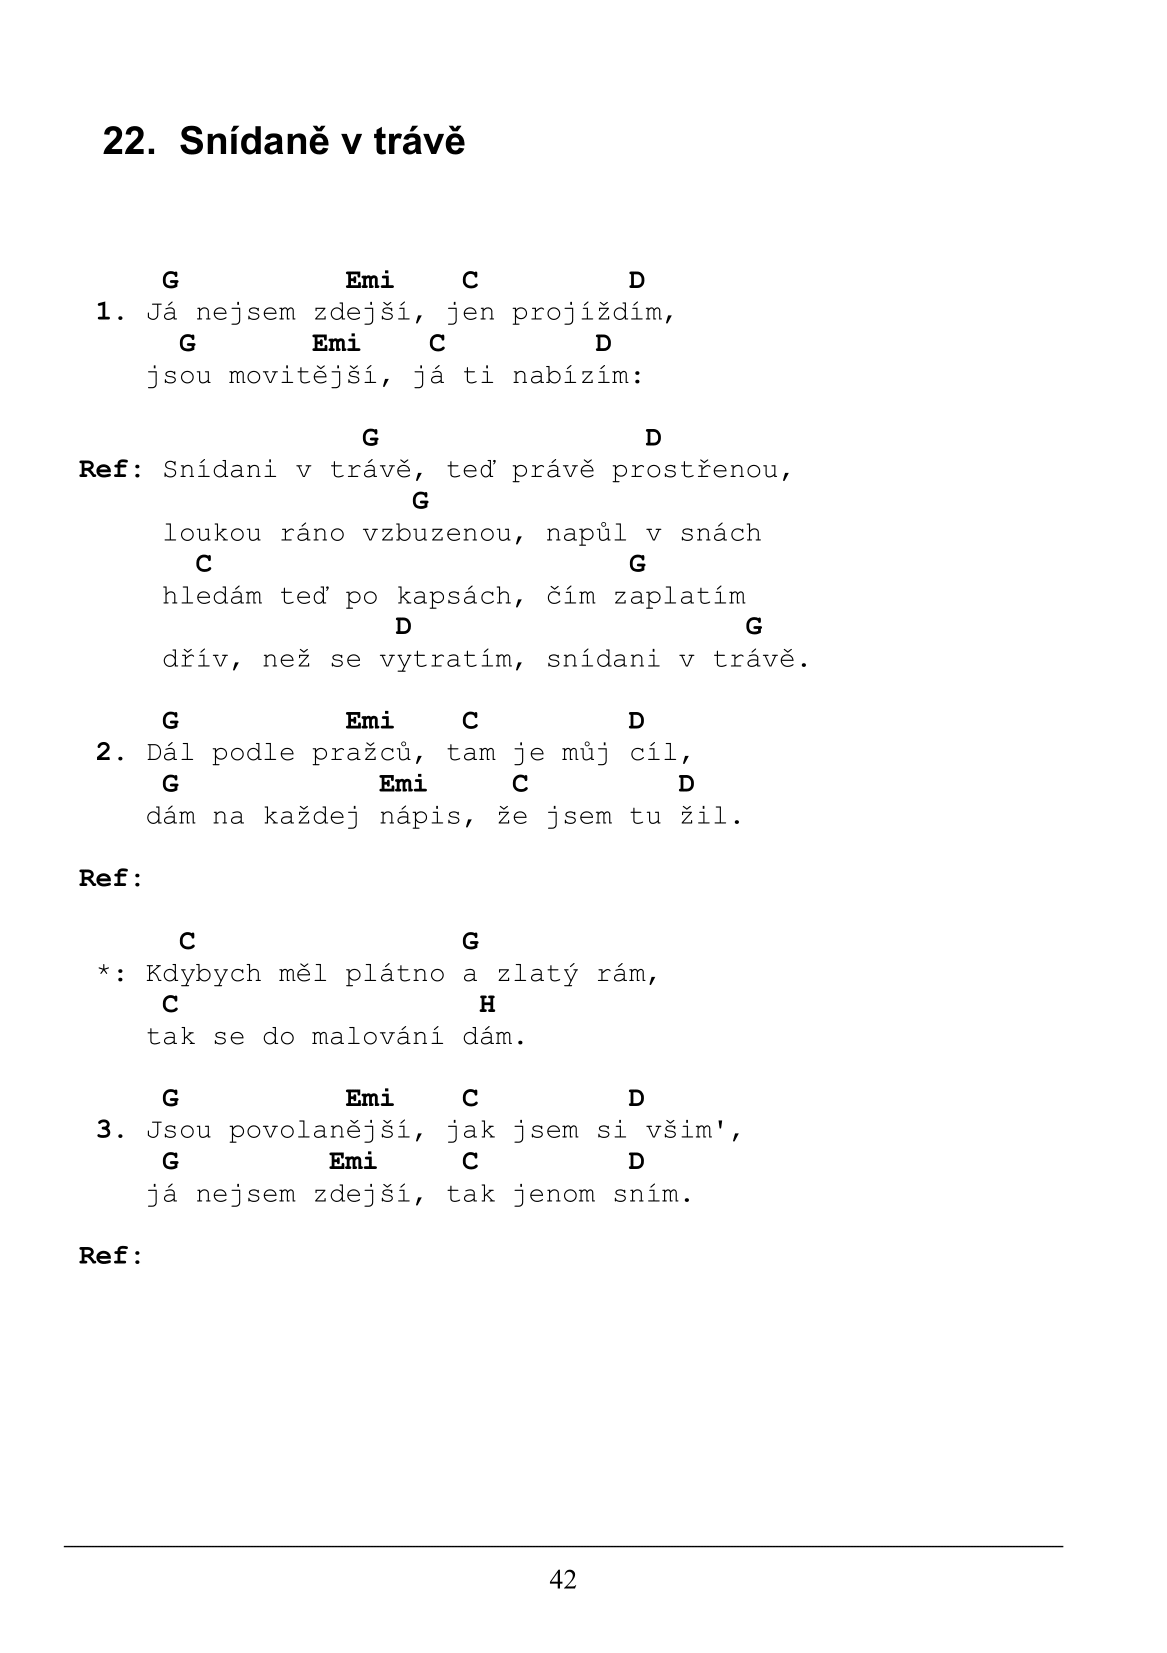 22. Snídaně v trávě
G Emi C D
1. Já nejsem zdejší, jen projíždím,
G Emi C D
jsou movitější, já ti nabízím:
G D
Ref: Snídani v trávě, teď právě prostřenou,
G
loukou ráno vzbuzenou, napůl v snách
C G
hledám teď po kapsách, čím zaplatím
D G
dřív, než se vytratím, snídani v trávě.
G Emi C D
2. Dál podle pražců, tam je můj cíl,
G Emi C D
dám na každej nápis, že jsem tu žil.
Ref:
C G
*: Kdybych měl plátno a zlatý rám,
C H
tak se do malování dám.
G Emi C D
3. Jsou povolanější, jak jsem si všim',
G Emi C D
já nejsem zdejší, tak jenom sním.
Ref:
42